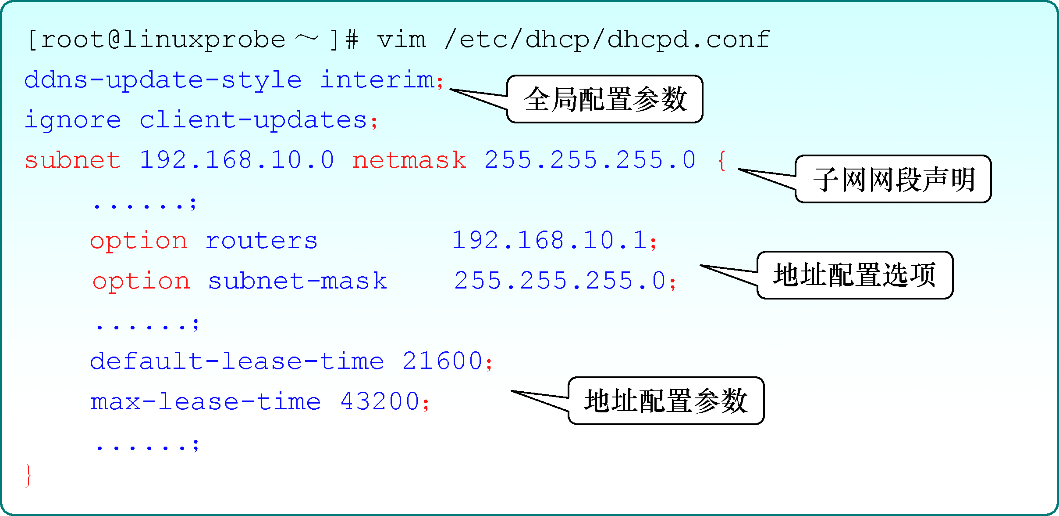 [root@linuxprobe ~]# vim /etc/dhcp/dhcpd.conf
ddns-update-style interim;
全局配置参数
ignore client-updates;
subnet 192.168.10.0 netmask 255.255.255.0 {
子网网段声明
......;
option routers 192.168.10.1;
地址配置选项
option subnet-mask 255.255.255.0;
......;
default-lease-time 21600;
地址配置参数
max-lease-time 43200;
......;
}